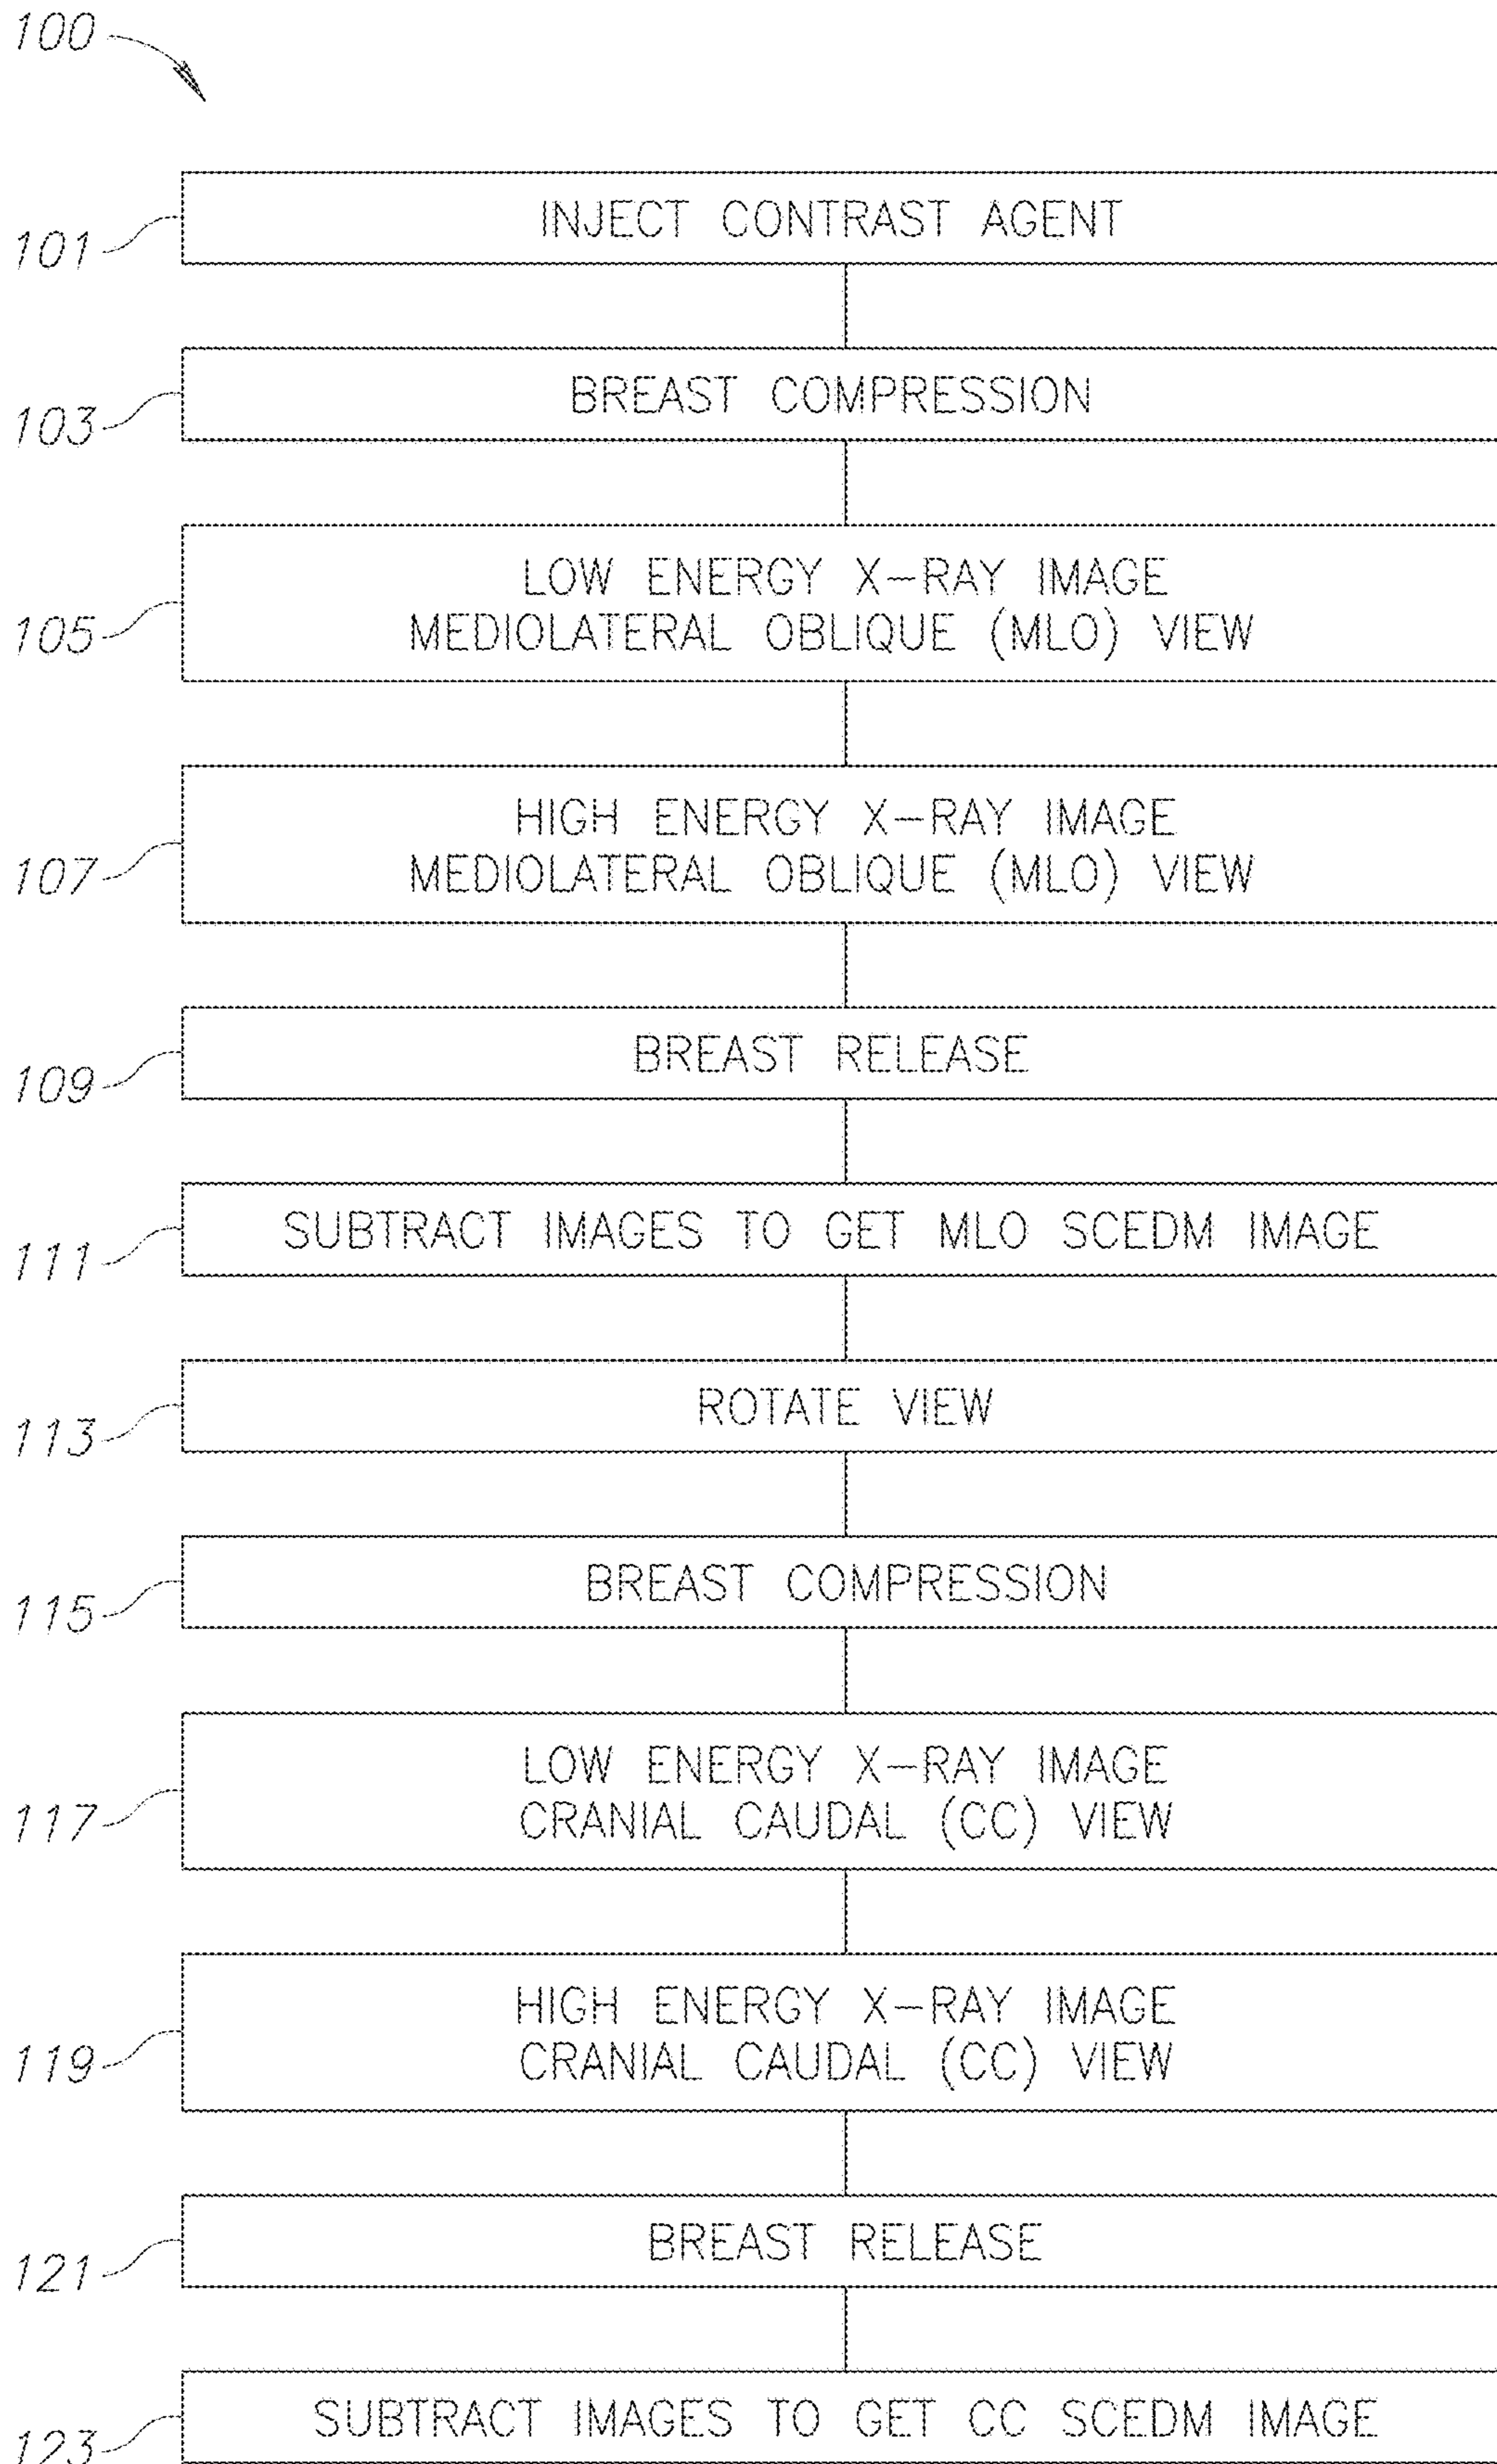 100
101 INJECT CONTRAST AGENT
103 BREAST COMPRESSION
LOW ENERGY X-RAY IMAGE
105 MEDIOLATERAL OBLIQUE (MLO) VIEW
HIGH ENERGY X-RAY IMAGE
107 MEDIOLATERAL OBLIQUE (MLO) VIEW
109 BREAST RELEASE
111 SUBTRACT IMAGES TO GET MLO SCEDM IMAGE
113 ROTATE VIEW
115 BREAST COMPRESSION
LOW ENERGY X-RAY IMAGE
117 CRANIAL CAUDAL (CC) VIEW
HIGH ENERGY X-RAY IMAGE
119 CRANIAL CAUDAL (CC) VIEW
121 BREAST RELEASE
123 SUBTRACT IMAGES TO GET CC SCEDM IMAGE